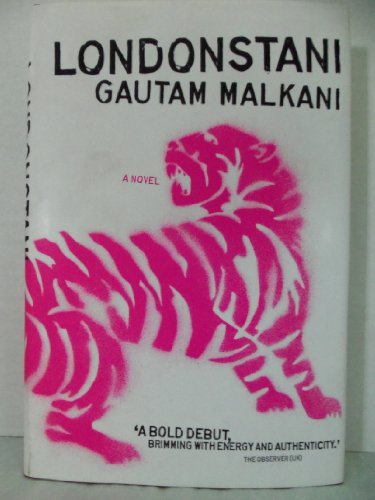 LONDONSTANI
GAUTAM MALKANI
A NOVEL
'A BOLD DEBUT,
BRIMMING WITH ENERGY AND AUTHENTICITY.'
THE OBSERVER (UK)